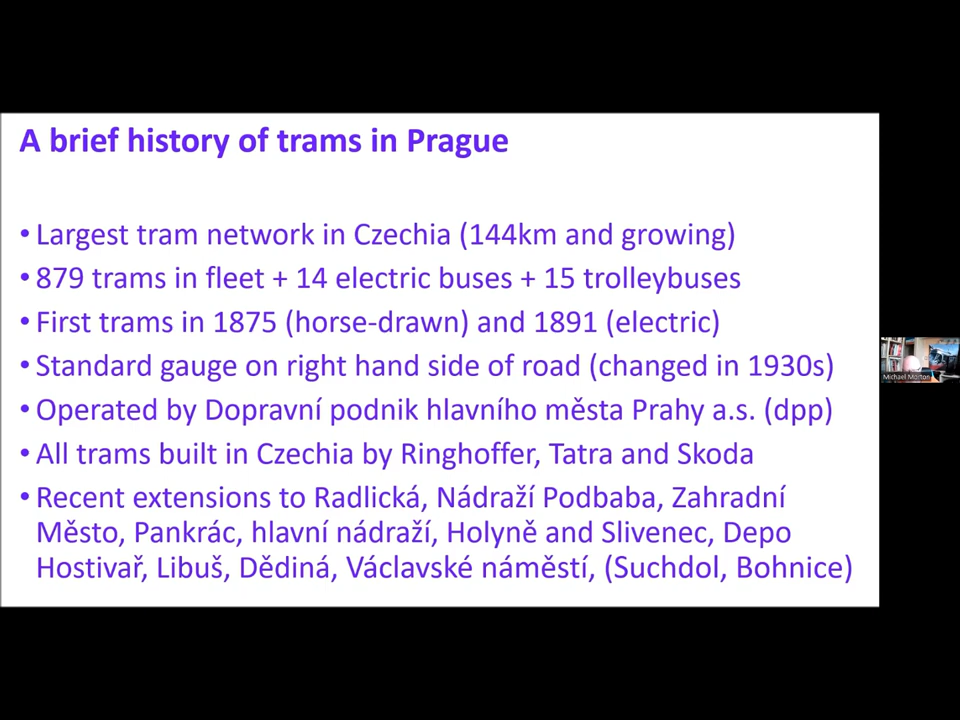 A brief history of trams in Prague
• Largest tram network in Czechia (144km and growing)
• 879 trams in fleet + 14 electric buses + 15 trolleybuses
• First trams in 1875 (horse-drawn) and 1891 (electric)
• Standard gauge on right hand side of road (changed in 1930s)
• Operated by Dopravní podnik hlavního města Prahy a.s. (dpp)
• All trams built in Czechia by Ringhoffer, Tatra and Skoda
• Recent extensions to Radlická, Nádraží Podbaba, Zahradní
Město, Pankrác, hlavní nádraží, Holyně and Slivenec, Depo
Hostivař, Libuš, Dědiná, Václavské náměstí, (Suchdol, Bohnice)
Michael Morton